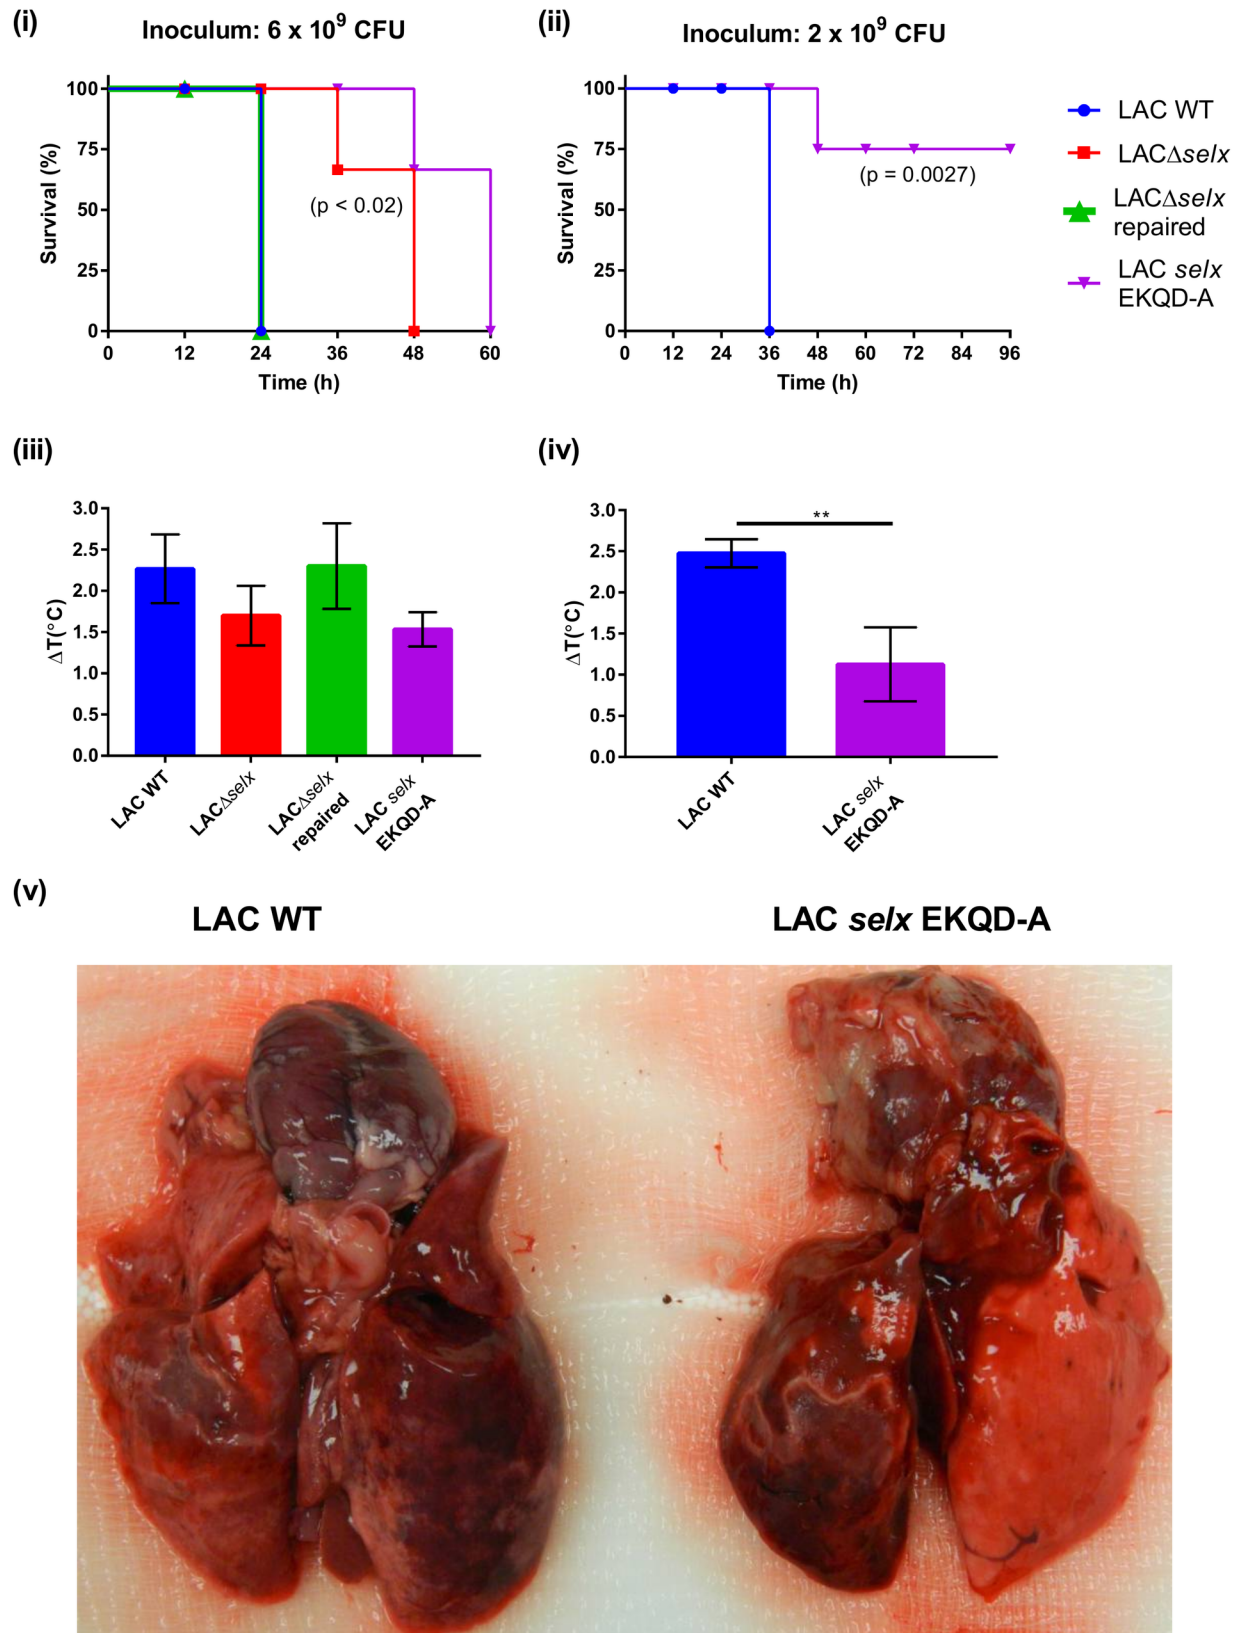 (i)
Inoculum: 6 x 10⁹ CFU
100
75
50
25
0
Survival (%)
(p < 0.02)
0 12 24 36 48 60
Time (h)
(ii)
Inoculum: 2 x 10⁹ CFU
100
75
50
25
0
Survival (%)
(p = 0.0027)
0 12 24 36 48 60 72 84 96
Time (h)
LAC WT
LACΔselx
LACΔselx
repaired
LAC selx
EKQD-A
(iii)
3.0
2.5
2.0
1.5
1.0
0.5
0.0
ΔT(°C)
LAC WT
LACΔselx
LACΔselx
repaired
LAC selx
EKQD-A
(iv)
3.0
2.5
2.0
1.5
1.0
0.5
0.0
ΔT(°C)
**
LAC WT
LAC selx
EKQD-A
(v)
LAC WT
LAC selx EKQD-A